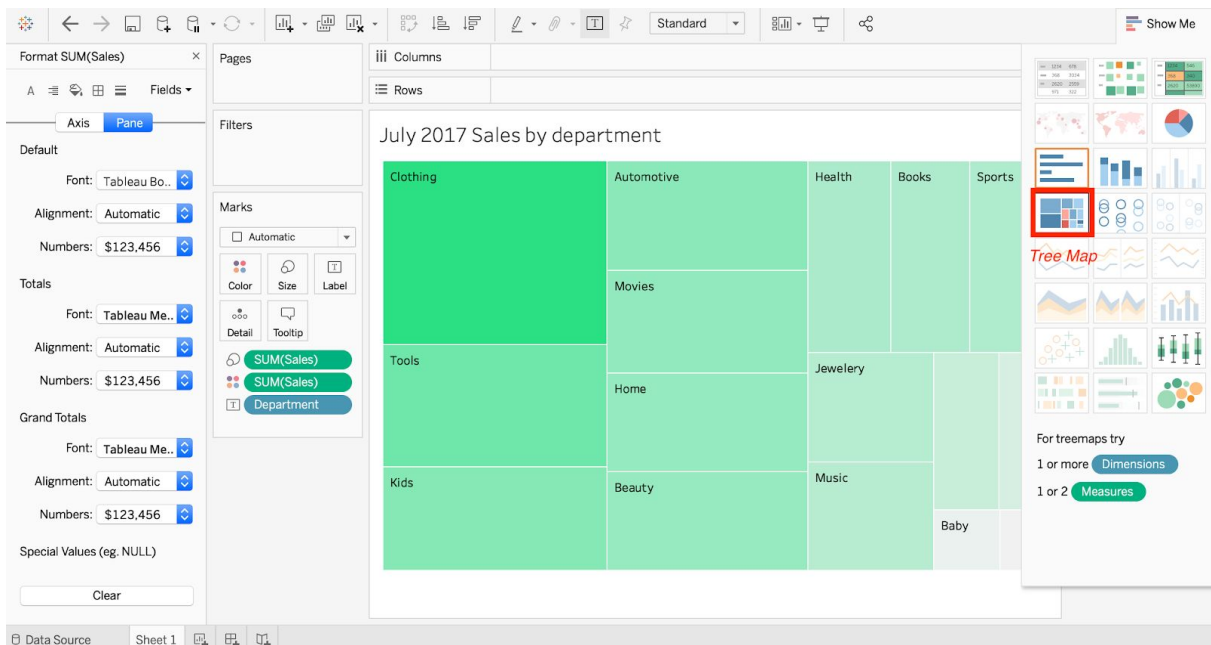 Standard
Show Me
Format SUM(Sales)
×
Fields
Axis
Pane
Default
Font: Tableau Bo..
Alignment: Automatic
Numbers: $123,456
Totals
Font: Tableau Me..
Alignment: Automatic
Numbers: $123,456
Grand Totals
Font: Tableau Me..
Alignment: Automatic
Numbers: $123,456
Special Values (eg. NULL)
Clear
Pages
Filters
Marks
Automatic
Color
Size
Label
Detail
Tooltip
SUM(Sales)
SUM(Sales)
Department
Columns
Rows
July 2017 Sales by department
Clothing
Automotive
Health
Books
Sports
Movies
Tools
Home
Jewelery
Kids
Beauty
Music
Baby
Tree Map
For treemaps try
1 or more Dimensions
1 or 2 Measures
Data Source
Sheet 1